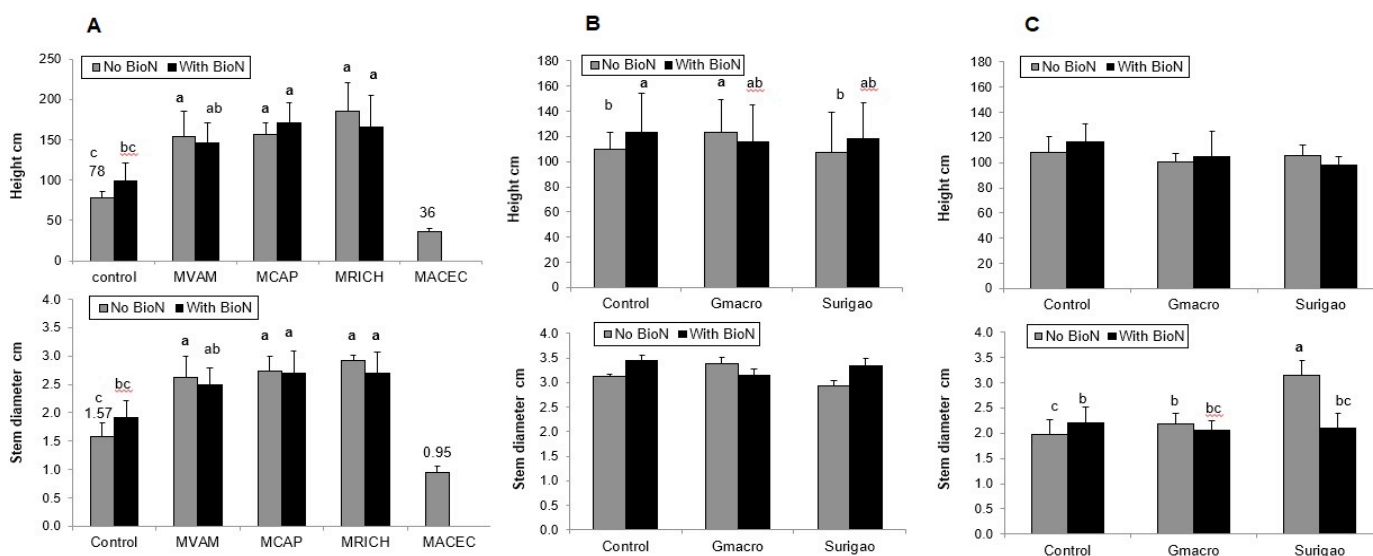 A
No BioN With BioN
Height cm
250
200
150
100
50
0
c
78
bc
a
ab
a
a
a
a
36
control MVAM MCAP MRICH MACEC
No BioN With BioN
Stem diameter cm
4.0
3.5
3.0
2.5
2.0
1.5
1.0
0.5
0.0
c
1.57
bc
a
ab
a
a
a
a
0.95
Control MVAM MCAP MRICH MACEC
B
No BioN With BioN
Height cm
180
160
140
120
100
80
60
40
20
0
b
a
a
ab
b
ab
Control Gmacro Surigao
No BioN With BioN
Stem diameter cm
4.0
3.5
3.0
2.5
2.0
1.5
1.0
0.5
0.0
Control Gmacro Surigao
C
No BioN With BioN
Height cm
180
160
140
120
100
80
60
40
20
0
Control Gmacro Surigao
No BioN With BioN
Stem diameter cm
4.0
3.5
3.0
2.5
2.0
1.5
1.0
0.5
0.0
c
b
b
bc
a
bc
Control Gmacro Surigao